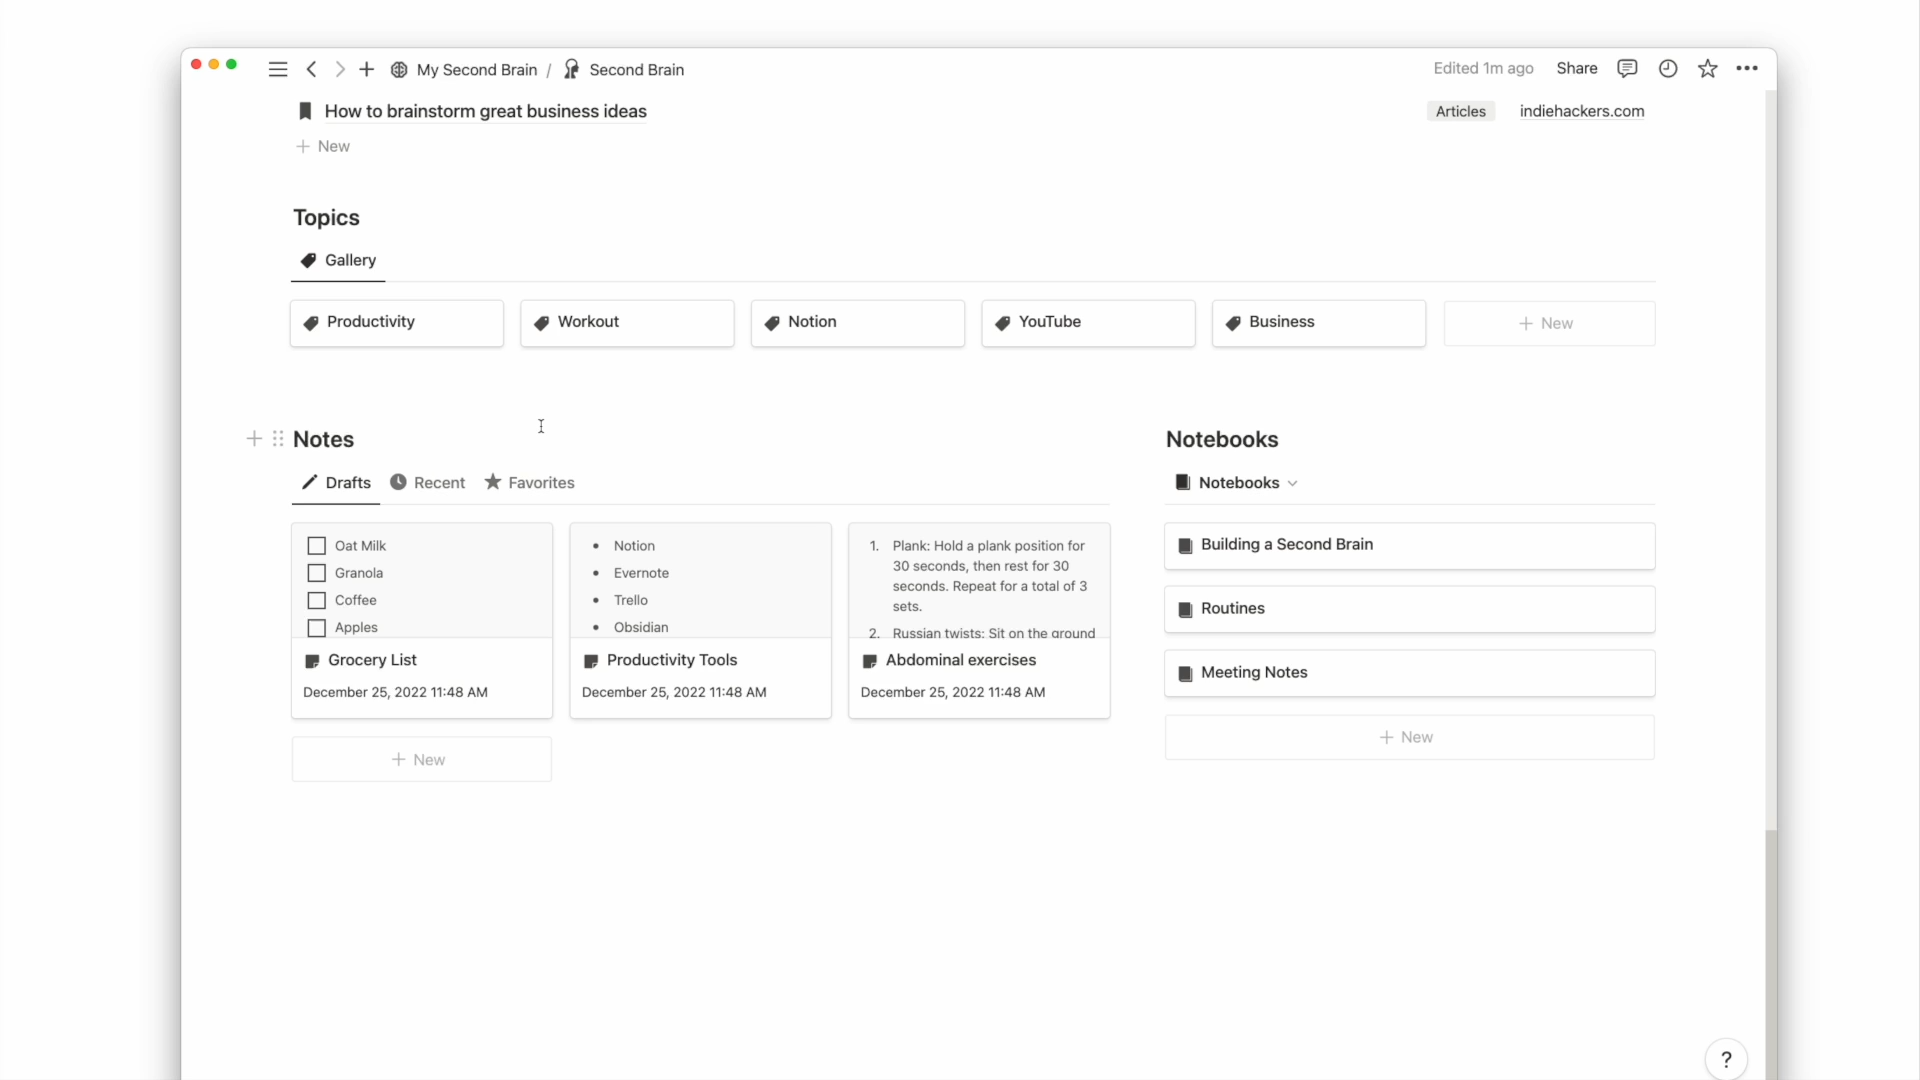 My Second Brain / Second Brain
Edited 1m ago Share
How to brainstorm great business ideas
Articles indiehackers.com
+ New
Topics
Gallery
Productivity
Workout
Notion
YouTube
Business
+ New
Notes
Drafts Recent Favorites
Oat Milk
Granola
Coffee
Apples
Grocery List
December 25, 2022 11:48 AM
• Notion
• Evernote
• Trello
• Obsidian
Productivity Tools
December 25, 2022 11:48 AM
1. Plank: Hold a plank position for
30 seconds, then rest for 30
seconds. Repeat for a total of 3
sets.
2. Russian twists: Sit on the ground
Abdominal exercises
December 25, 2022 11:48 AM
+ New
Notebooks
Notebooks
Building a Second Brain
Routines
Meeting Notes
+ New
?